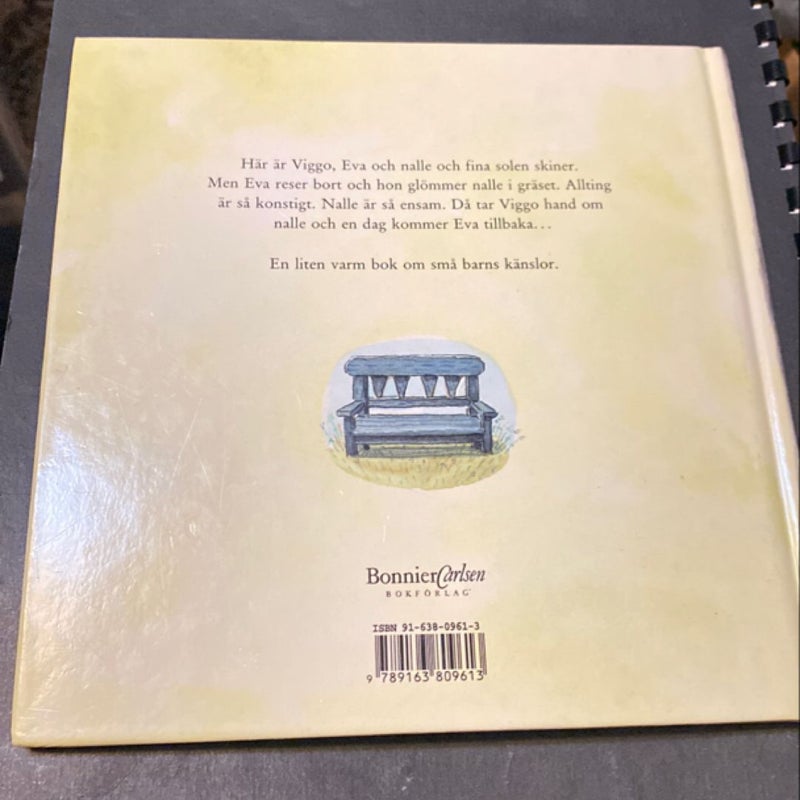 Här är Viggo, Eva och nalle och fina solen skiner.
Men Eva reser bort och hon glömmer nalle i gräset. Allting
är så konstigt. Nalle är så ensam. Då tar Viggo hand om
nalle och en dag kommer Eva tillbaka...
En liten varm bok om små barns känslor.
BonnierCarlsen
BOKFÖRLAG
ISBN 91-638-0961-3
9 789163 809613